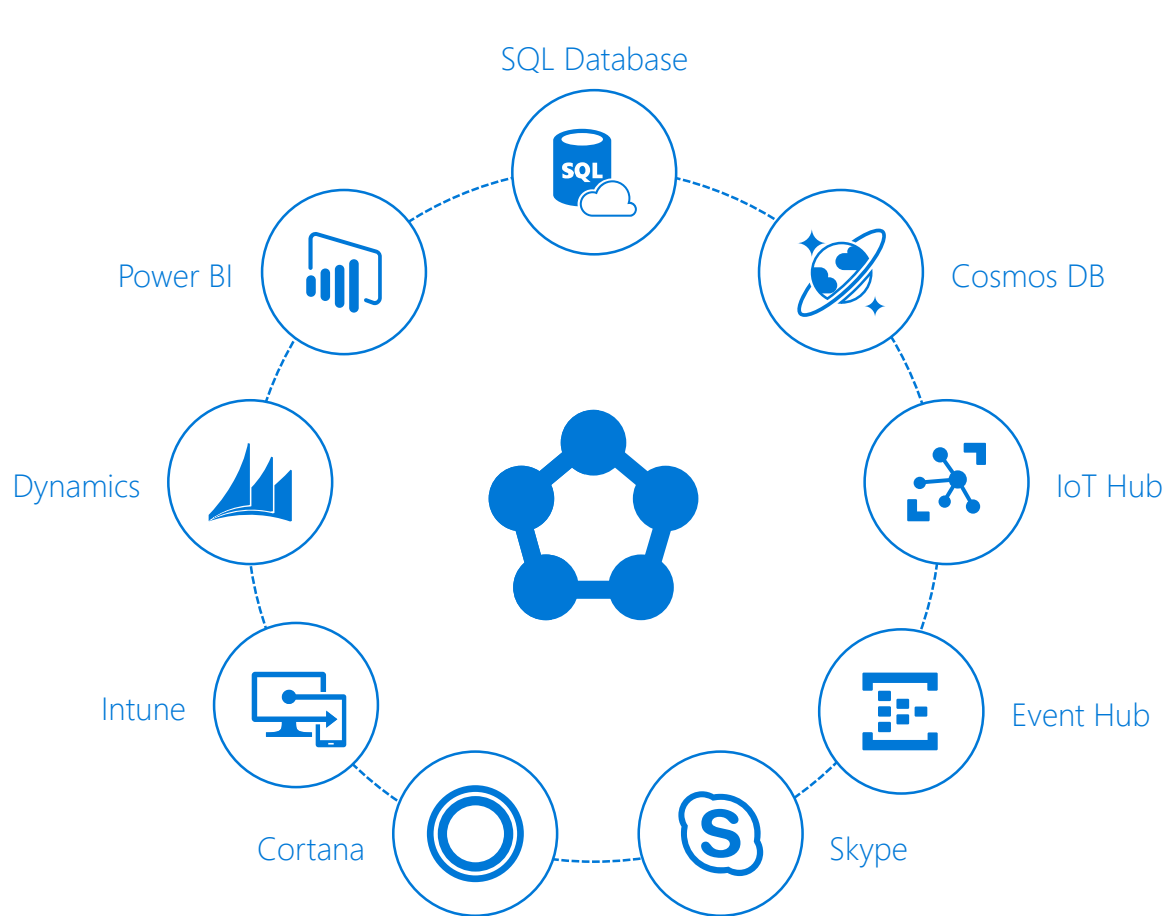 SQL Database
SQL
Power BI
Cosmos DB
Dynamics
IoT Hub
Intune
Event Hub
Cortana
S
Skype